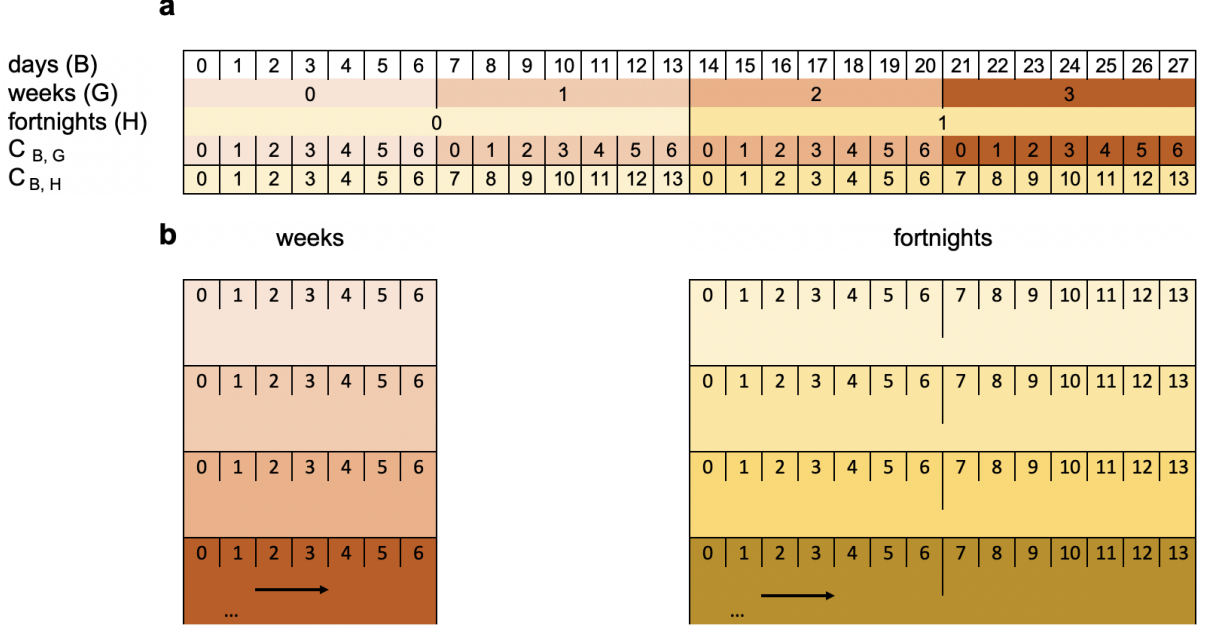 a
days (B) 0 1 2 3 4 5 6 7 8 9 10 11 12 13 14 15 16 17 18 19 20 21 22 23 24 25 26 27
weeks (G) 0 1 2 3
fortnights (H) 0 1
C B, G 0 1 2 3 4 5 6 0 1 2 3 4 5 6 0 1 2 3 4 5 6 0 1 2 3 4 5 6
C B, H 0 1 2 3 4 5 6 7 8 9 10 11 12 13 0 1 2 3 4 5 6 7 8 9 10 11 12 13
b weeks fortnights
0 1 2 3 4 5 6 0 1 2 3 4 5 6 7 8 9 10 11 12 13
0 1 2 3 4 5 6 0 1 2 3 4 5 6 7 8 9 10 11 12 13
0 1 2 3 4 5 6 0 1 2 3 4 5 6 7 8 9 10 11 12 13
0 1 2 3 4 5 6 0 1 2 3 4 5 6 7 8 9 10 11 12 13
... ...